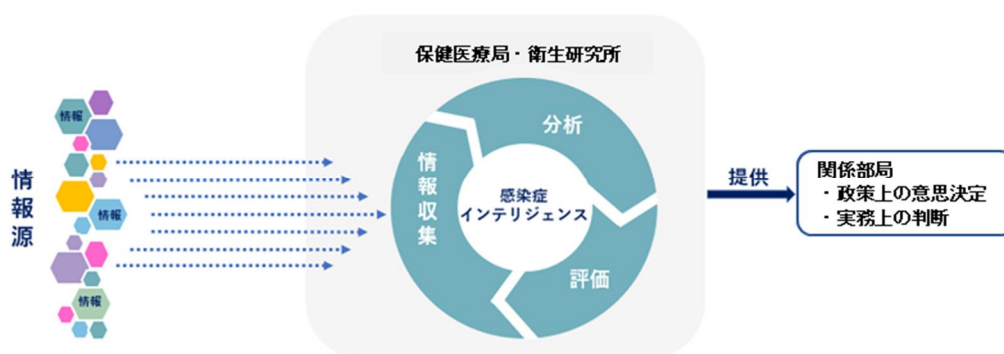 保健医療局・衛生研究所
情報源
情報
情報
情報
情報収集
分析
評価
感染症
インテリジェンス
提供
関係部局
・政策上の意思決定
・実務上の判断